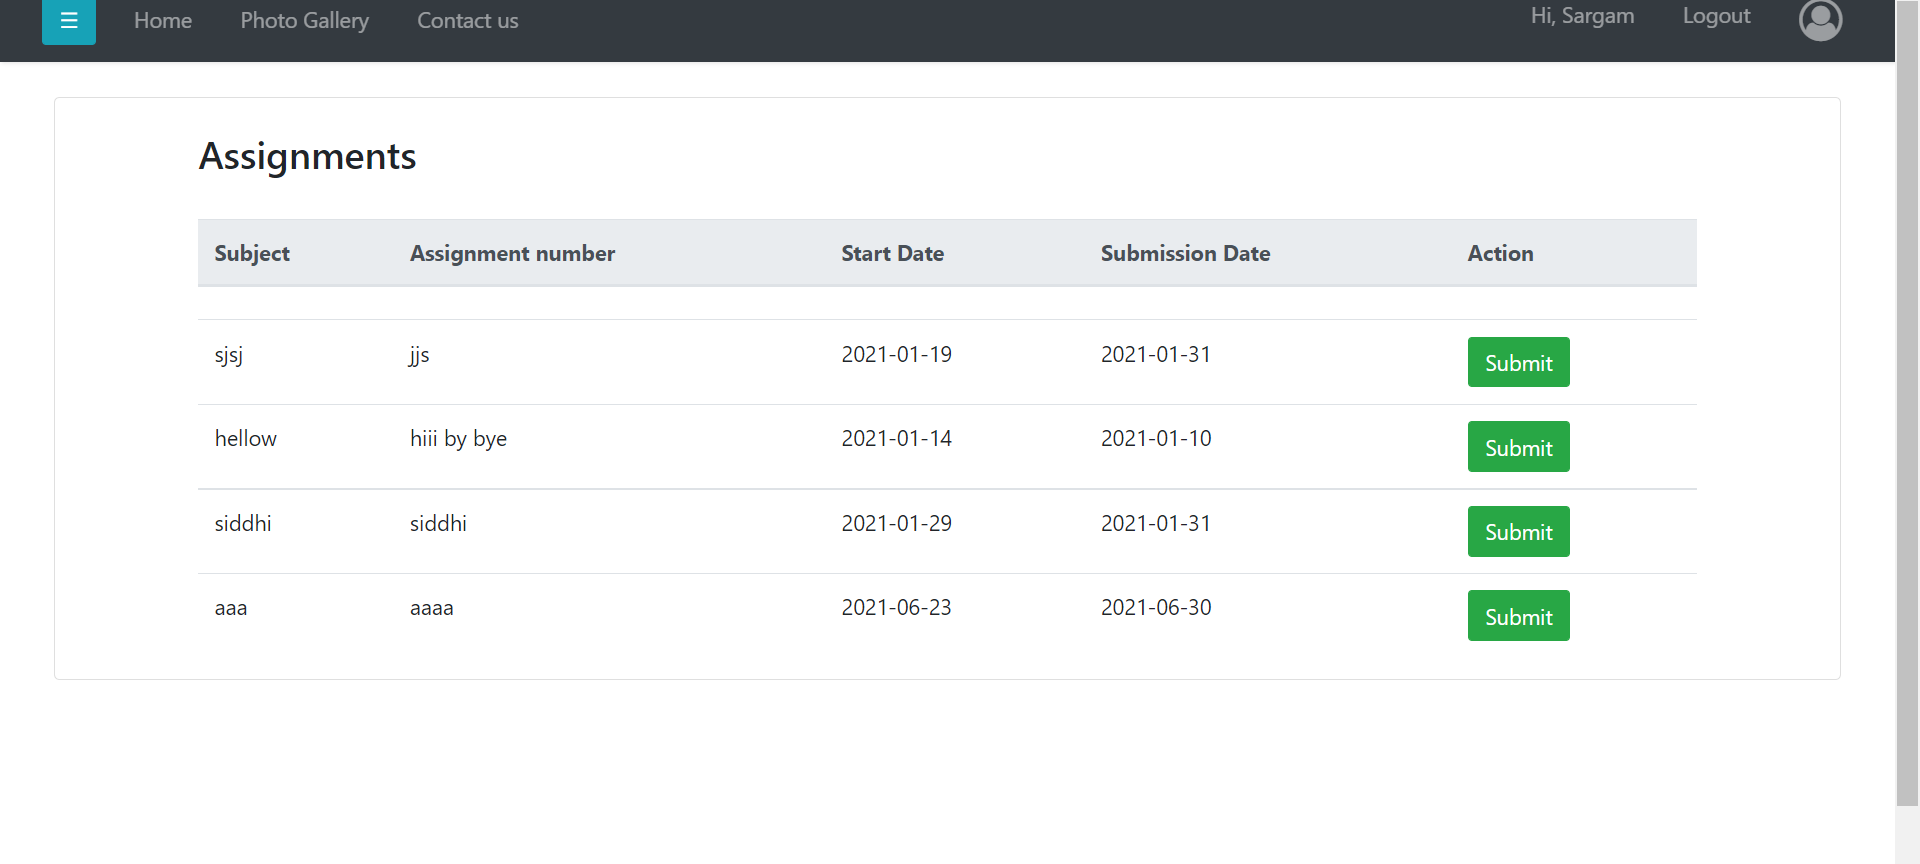 ☰ Home Photo Gallery Contact us Hi, Sargam Logout
Assignments
Subject Assignment number Start Date Submission Date Action
sjsj jjs 2021-01-19 2021-01-31 Submit
hellow hiii by bye 2021-01-14 2021-01-10 Submit
siddhi siddhi 2021-01-29 2021-01-31 Submit
aaa aaaa 2021-06-23 2021-06-30 Submit